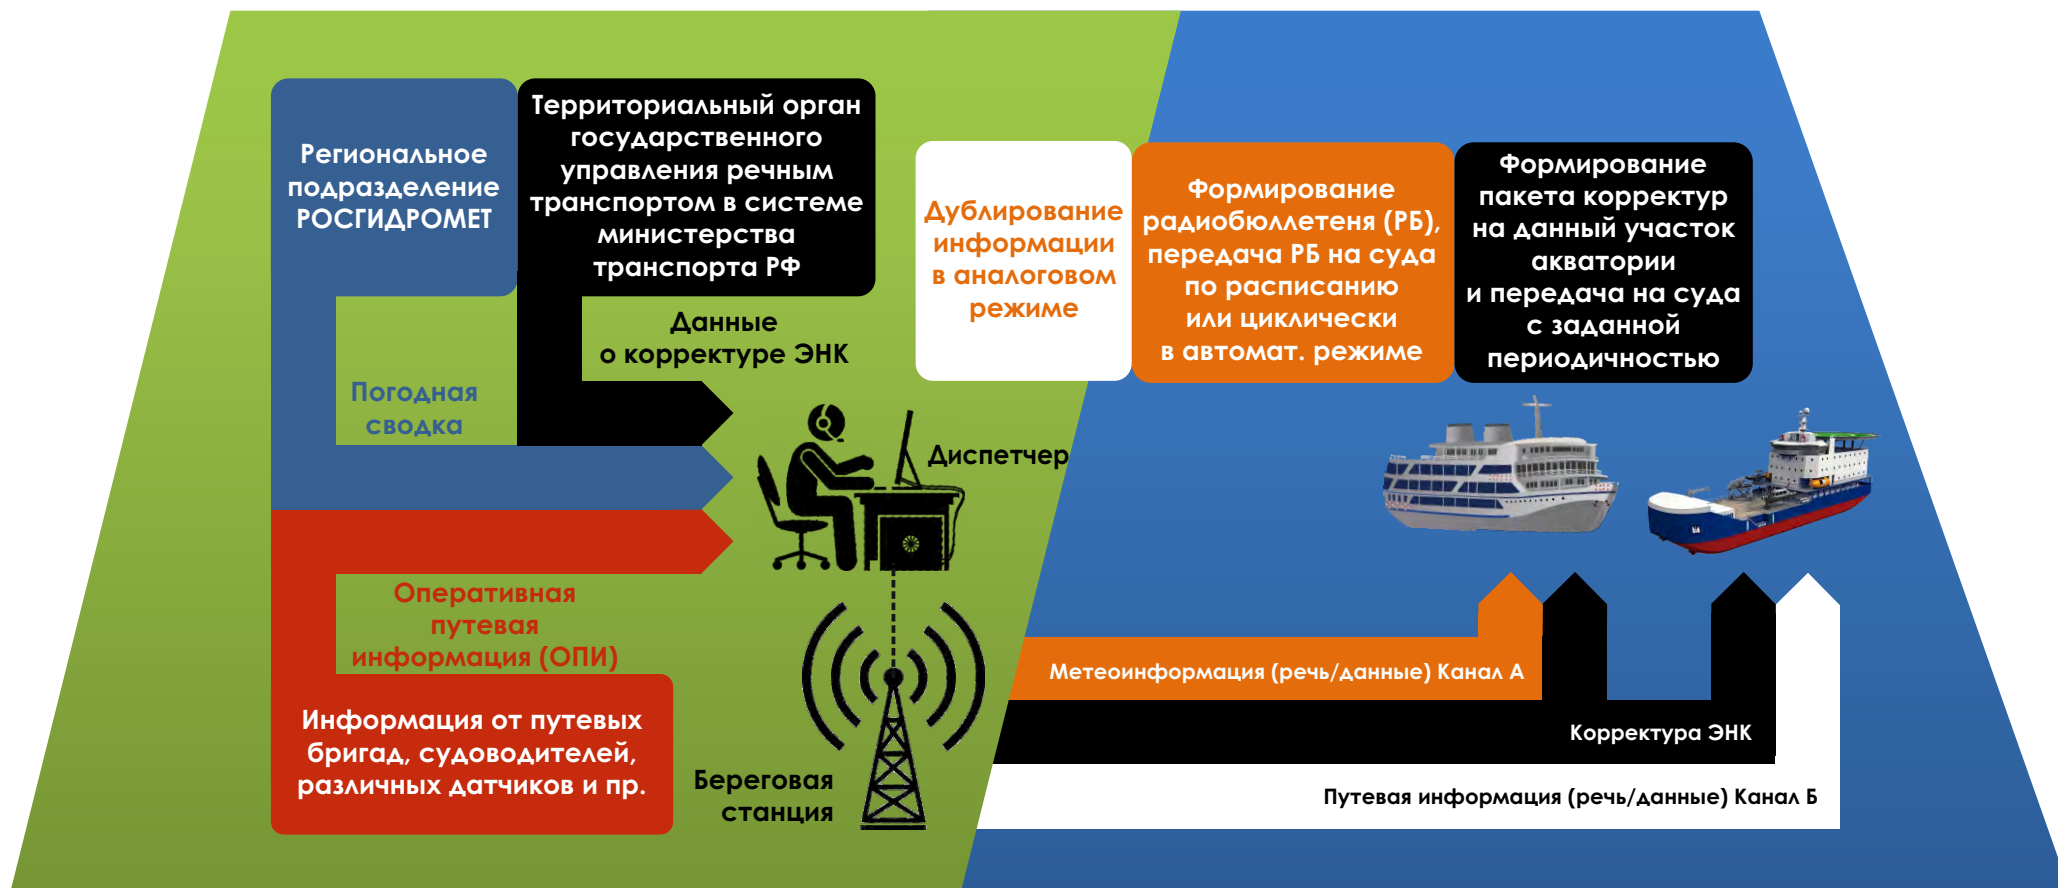 Региональное
подразделение
РОСГИДРОМЕТ
Территориальный орган
государственного
управления речным
транспортом в системе
министерства
транспорта РФ
Данные
о корректуре ЭНК
Погодная
сводка
Диспетчер
Оперативная
путевая
информация (ОПИ)
Информация от путевых
бригад, судоводителей,
различных датчиков и пр.
Береговая
станция
Дублирование
информации
в аналоговом
режиме
Формирование
радиобюллетеня (РБ),
передача РБ на суда
по расписанию
или циклически
в автомат. режиме
Формирование
пакета корректур
на данный участок
акватории
и передача на суда
с заданной
периодичностью
Метеоинформация (речь/данные) Канал А
Корректура ЭНК
Путевая информация (речь/данные) Канал Б